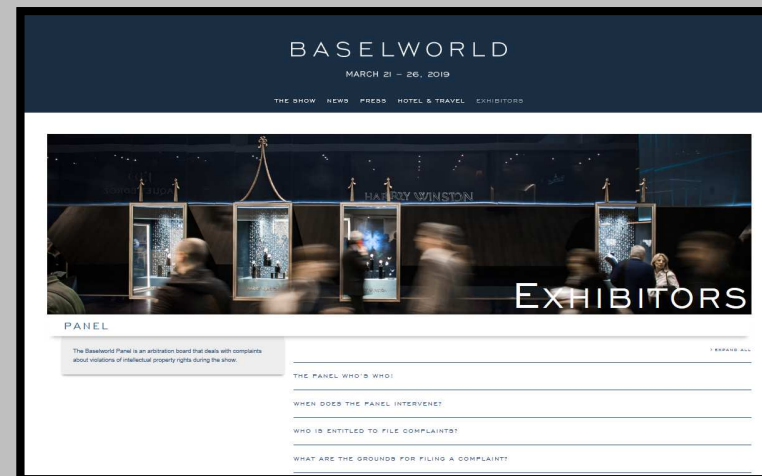 BASELWORLD
MARCH 21 – 26, 2019
THE SHOW NEWS PRESS HOTEL & TRAVEL EXHIBITORS
HARRY WINSTON
EXHIBITORS
PANEL
The Baselworld Panel is an arbitration board that deals with complaints
about violations of intellectual property rights during the show.
EXPAND ALL
THE PANEL WHO'S WHO!
WHEN DOES THE PANEL INTERVENE?
WHO IS ENTITLED TO FILE COMPLAINTS?
WHAT ARE THE GROUNDS FOR FILING A COMPLAINT?